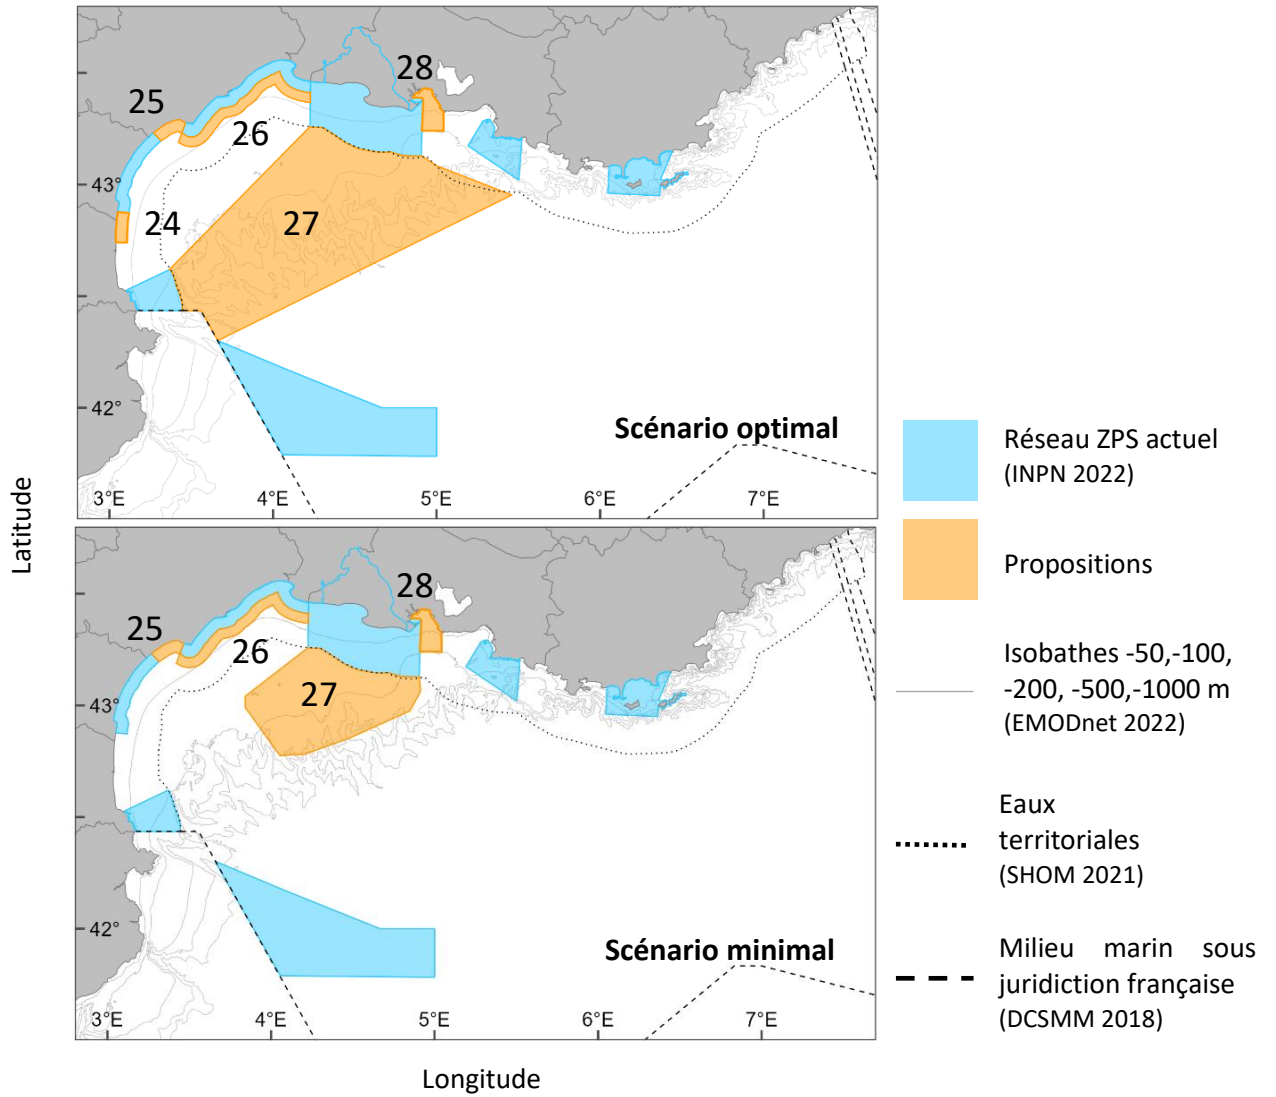 28
25
26
43°
24
27
42°
Scénario optimal
3°E
4°E
5°E
6°E
7°E
Latitude
28
25
26
43°
27
42°
Scénario minimal
3°E
4°E
5°E
6°E
7°E
Longitude
Réseau ZPS actuel
(INPN 2022)
Propositions
Isobathes -50,-100,
-200, -500,-1000 m
(EMODnet 2022)
Eaux
territoriales
(SHOM 2021)
Milieu marin sous
juridiction française
(DCSMM 2018)